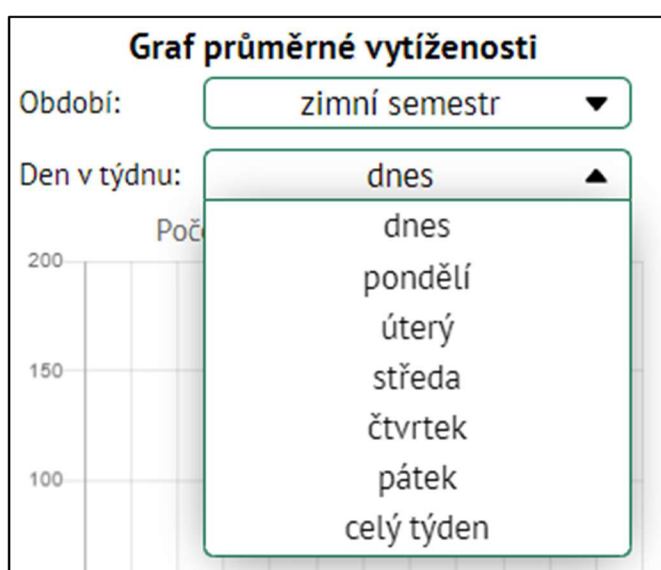 Graf průměrné vytíženosti
Období: zimní semestr
Den v týdnu: dnes
dnes
pondělí
úterý
středa
čtvrtek
pátek
celý týden
200
150
100